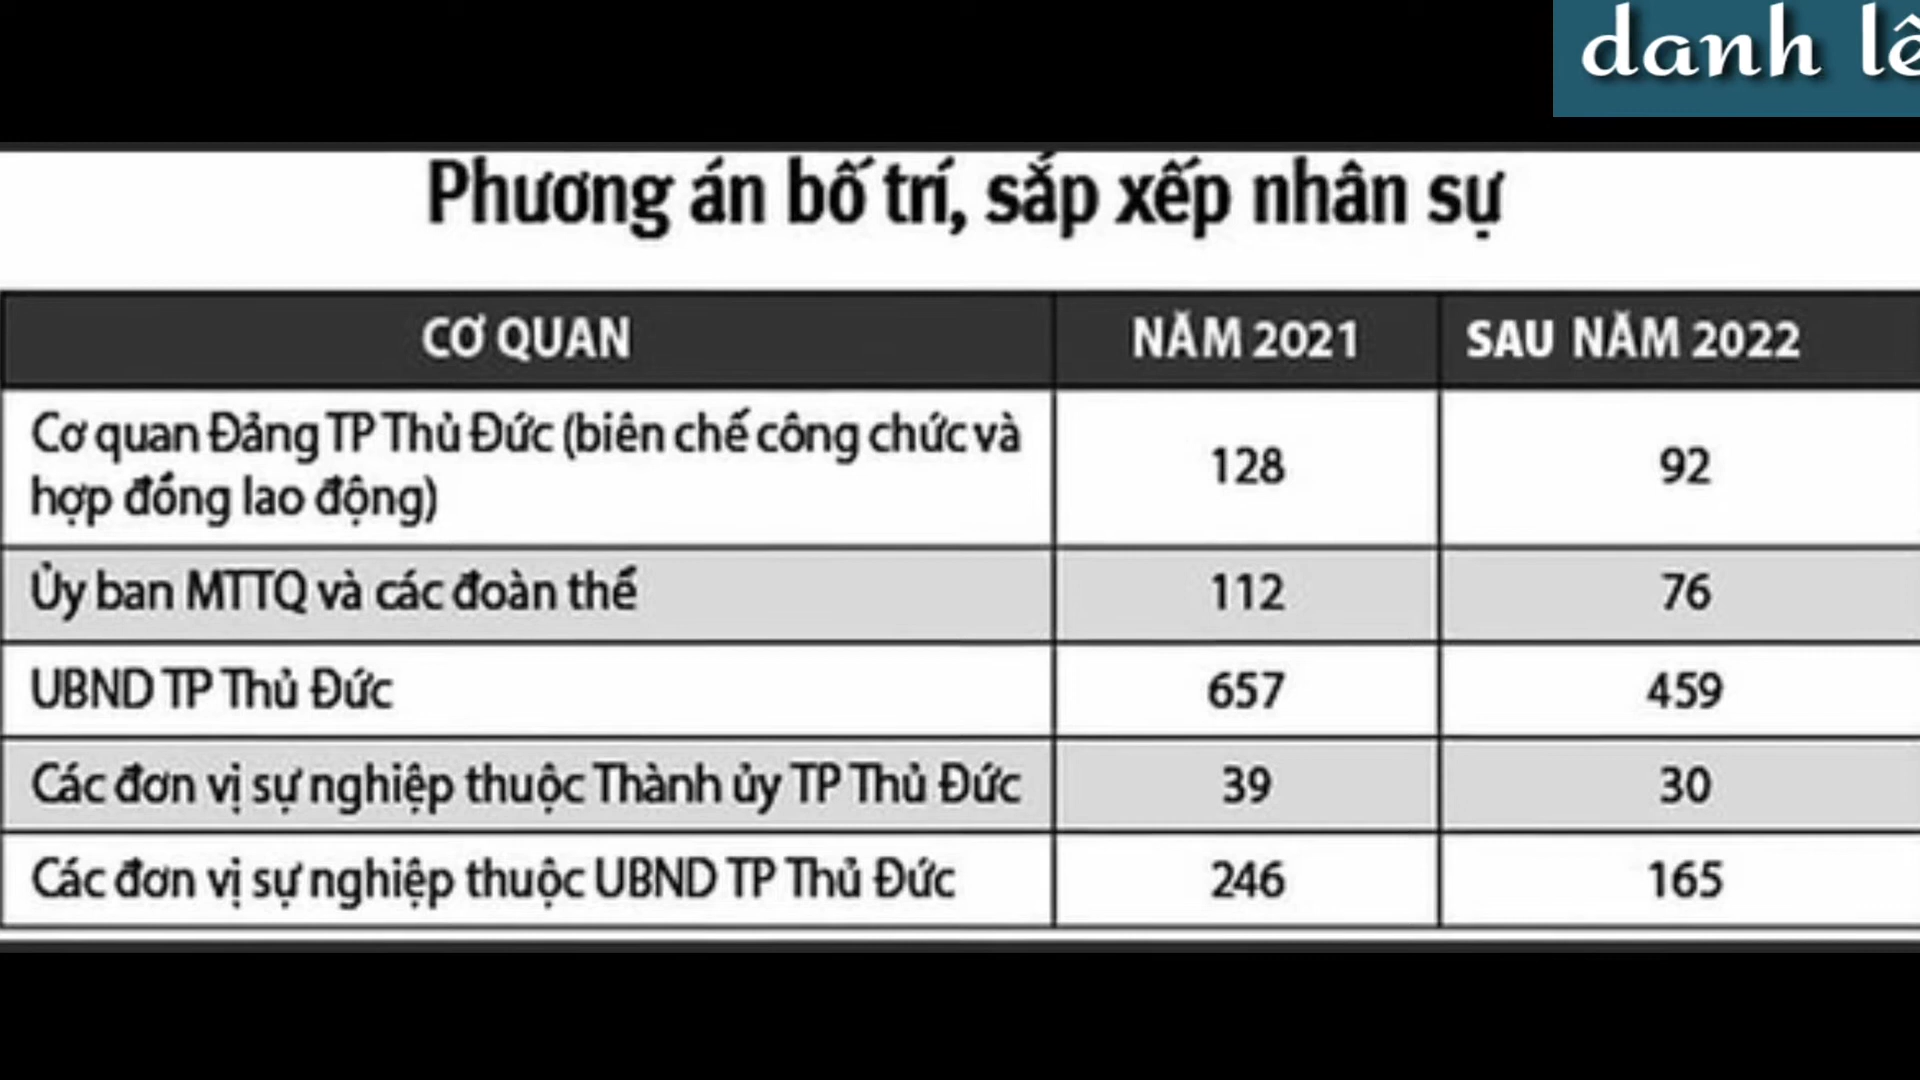 danh lê
Phương án bố trí, sắp xếp nhân sự
CƠ QUAN NĂM 2021 SAU NĂM 2022
Cơ quan Đảng TP Thủ Đức (biên chế công chức và
hợp đồng lao động) 128 92
Ủy ban MTTQ và các đoàn thể 112 76
UBND TP Thủ Đức 657 459
Các đơn vị sự nghiệp thuộc Thành ủy TP Thủ Đức 39 30
Các đơn vị sự nghiệp thuộc UBND TP Thủ Đức 246 165